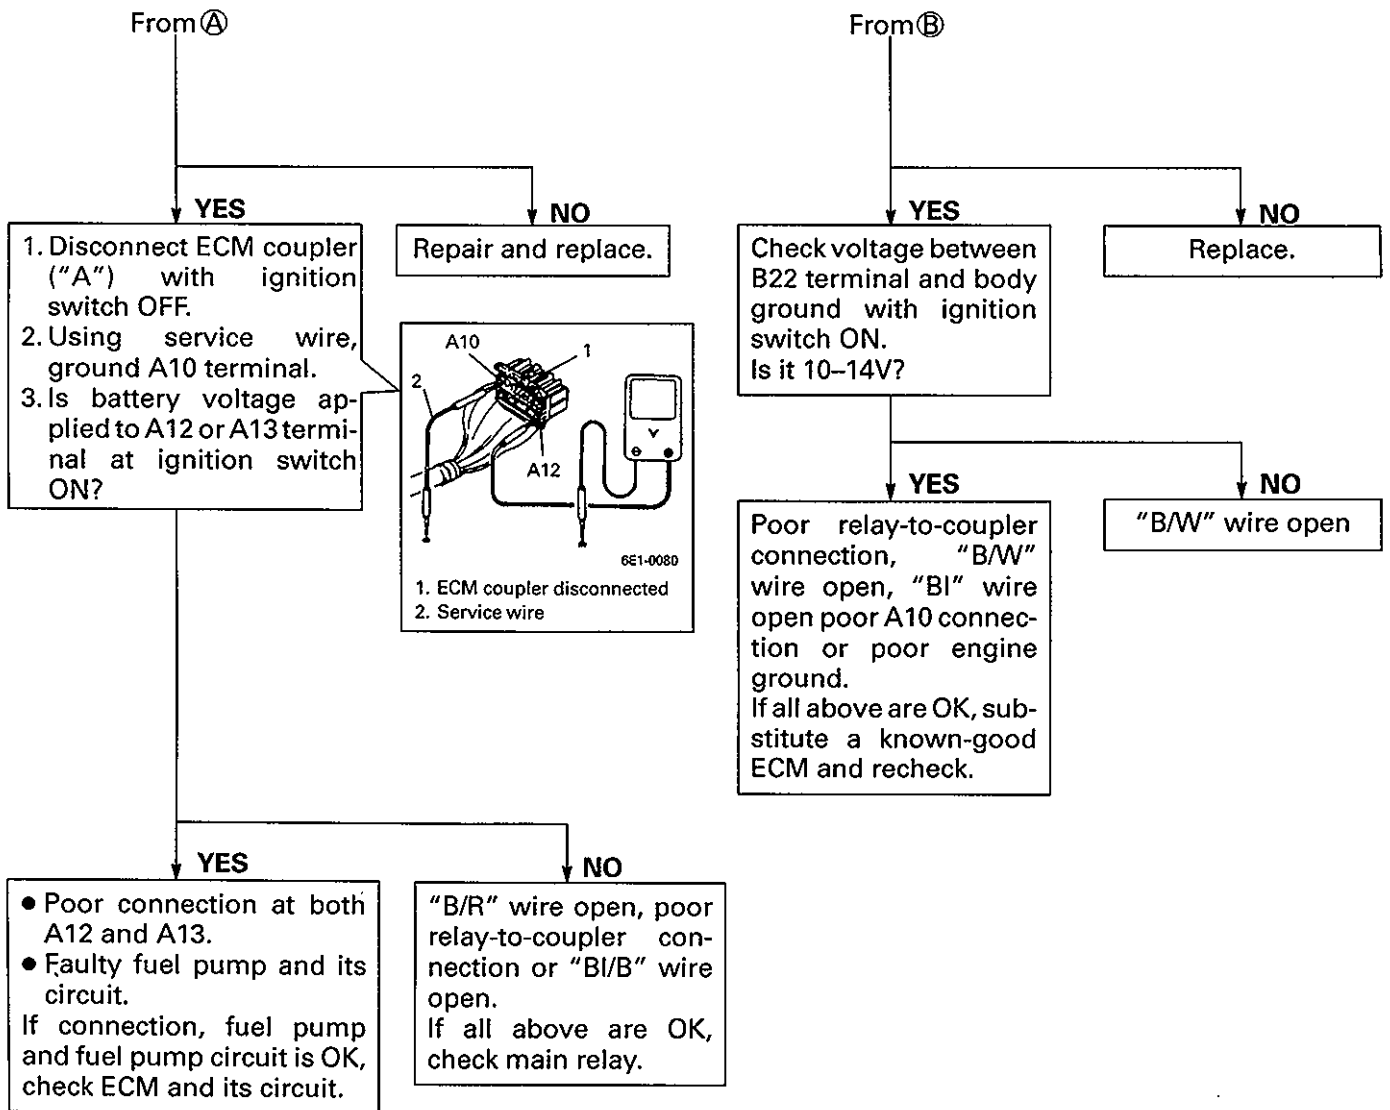 From Ⓐ
YES
NO
1. Disconnect ECM coupler
("A") with ignition
switch OFF.
2. Using service wire,
ground A10 terminal.
3. Is battery voltage ap-
plied to A12 or A13 termi-
nal at ignition switch
ON?
Repair and replace.
A10
1
2
A12
V
⊖
6E1-0080
1. ECM coupler disconnected
2. Service wire
YES
NO
● Poor connection at both
A12 and A13.
● Faulty fuel pump and its
circuit.
If connection, fuel pump
and fuel pump circuit is OK,
check ECM and its circuit.
"B/R" wire open, poor
relay-to-coupler con-
nection or "Bl/B" wire
open.
If all above are OK,
check main relay.
From Ⓑ
YES
NO
Check voltage between
B22 terminal and body
ground with ignition
switch ON.
Is it 10–14V?
Replace.
YES
NO
Poor relay-to-coupler
connection, "B/W"
wire open, "Bl" wire
open poor A10 connec-
tion or poor engine
ground.
If all above are OK, sub-
stitute a known-good
ECM and recheck.
"B/W" wire open